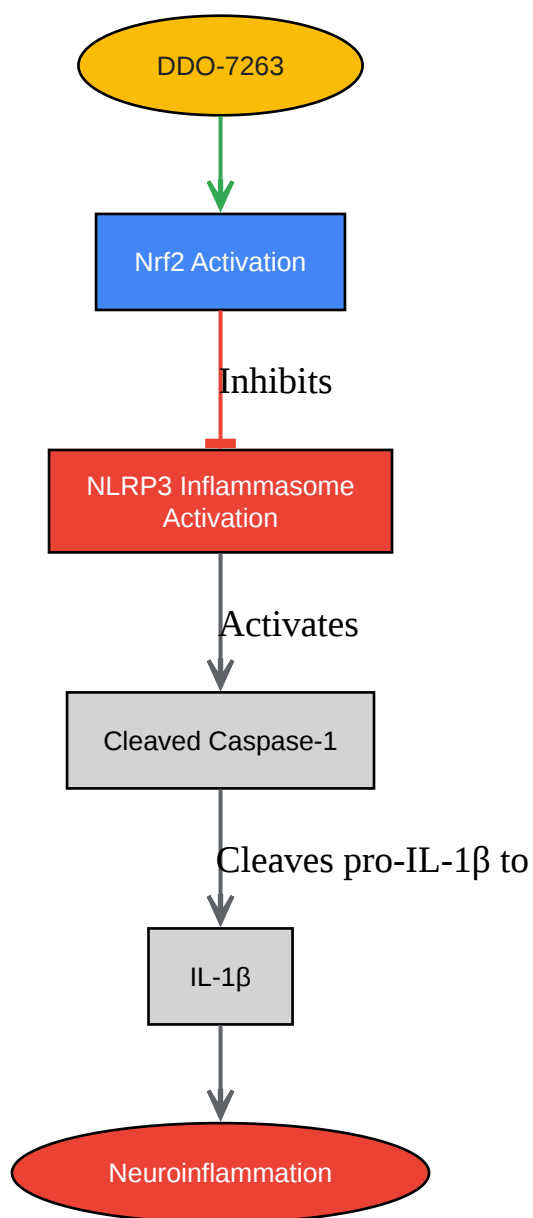 DDO-7263
Nrf2 Activation
Inhibits
NLRP3 Inflammasome
Activation
Activates
Cleaved Caspase-1
Cleaves pro-IL-1β to
IL-1β
Neuroinflammation